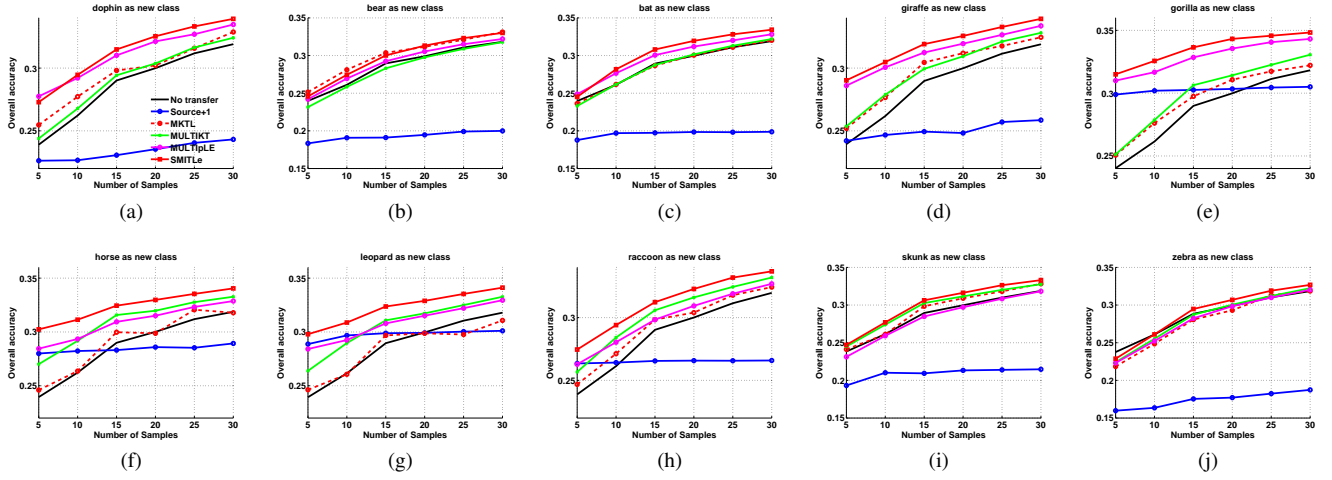 dophin as new class
Overall accuracy
0.35
0.3
0.25
No transfer
Source+1
MKTL
MULTIKT
MULTIpLE
SMITLe
5 10 15 20 25 30
Number of Samples
(a)
bear as new class
Overall accuracy
0.35
0.3
0.25
0.2
0.15
5 10 15 20 25 30
Number of Samples
(b)
bat as new class
Overall accuracy
0.35
0.3
0.25
0.2
0.15
5 10 15 20 25 30
Number of Samples
(c)
giraffe as new class
Overall accuracy
0.35
0.3
0.25
5 10 15 20 25 30
Number of Samples
(d)
gorilla as new class
Overall accuracy
0.35
0.3
0.25
5 10 15 20 25 30
Number of Samples
(e)
horse as new class
Overall accuracy
0.35
0.3
0.25
5 10 15 20 25 30
Number of Samples
(f)
leopard as new class
Overall accuracy
0.35
0.3
0.25
5 10 15 20 25 30
Number of Samples
(g)
raccoon as new class
Overall accuracy
0.3
0.25
5 10 15 20 25 30
Number of Samples
(h)
skunk as new class
Overall accuracy
0.35
0.3
0.25
0.2
0.15
5 10 15 20 25 30
Number of Samples
(i)
zebra as new class
Overall accuracy
0.35
0.3
0.25
0.2
0.15
5 10 15 20 25 30
Number of Samples
(j)